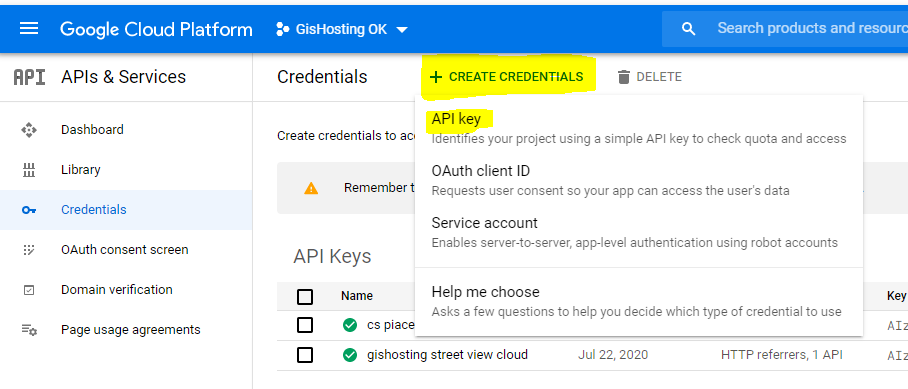 Google Cloud Platform GisHosting OK Search products and resourc
API APIs & Services Credentials + CREATE CREDENTIALS DELETE
Dashboard
Library
Credentials
OAuth consent screen
Domain verification
Page usage agreements
Create credentials to acc
Remember t
API key
Identifies your project using a simple API key to check quota and access
OAuth client ID
Requests user consent so your app can access the user's data
Service account
Enables server-to-server, app-level authentication using robot accounts
Help me choose
Asks a few questions to help you decide which type of credential to use
API Keys
Name Key
cs piace AIz
gishosting street view cloud Jul 22, 2020 HTTP referrers, 1 API AIza